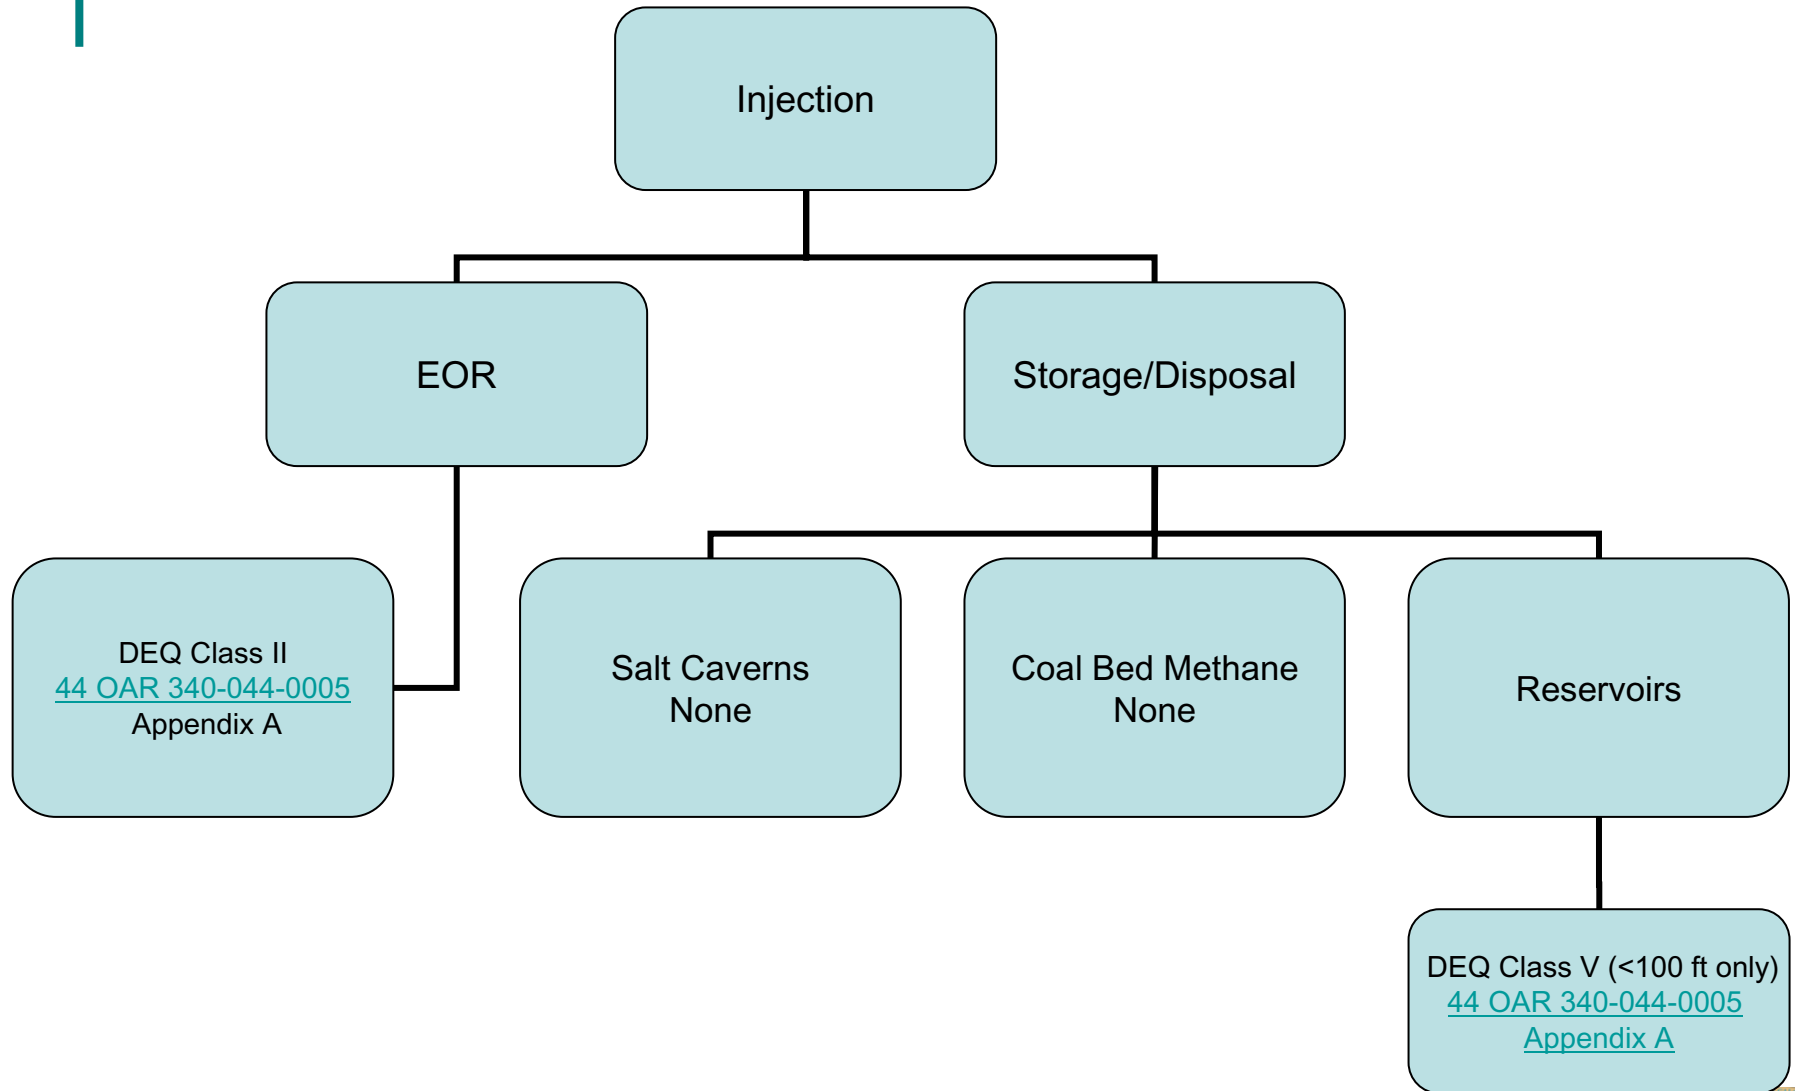 Injection
EOR
Storage/Disposal
DEQ Class II
44 OAR 340-044-0005
Appendix A
Salt Caverns
None
Coal Bed Methane
None
Reservoirs
DEQ Class V (<100 ft only)
44 OAR 340-044-0005
Appendix A